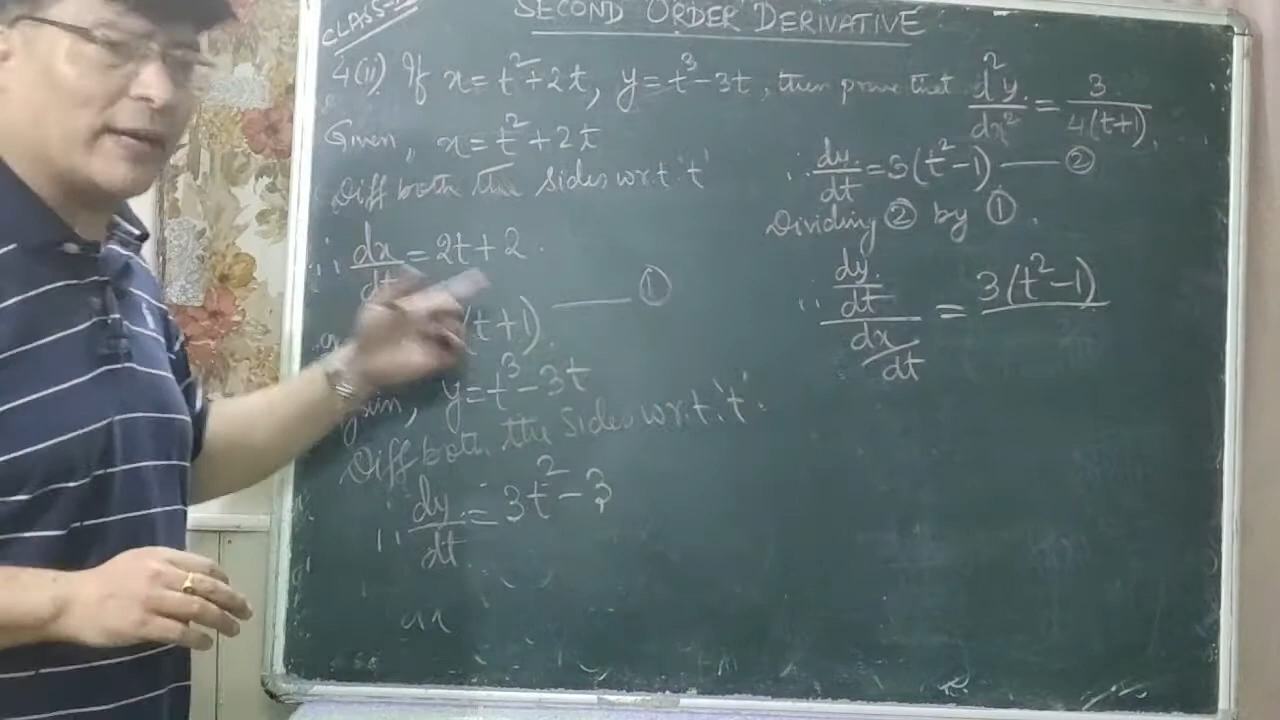 CLASS-
SECOND ORDER DERIVATIVE
4(ii) If x = t² + 2t, y = t³ - 3t, then prove that d²y/dx² = 3/4(t+1)
Given, x = t² + 2t
Diff both the sides w.r.t. 't'
∴ dx/dt = 2t + 2
(t+1) —— ①
y = t³ - 3t
Diff both the sides w.r.t. 't'.
∴ dy/dt = 3t² - 3
∴ dy/dt = 3(t² - 1) —— ②
Dividing ② by ①.
∴ dy/dt / dx/dt = 3(t² - 1)